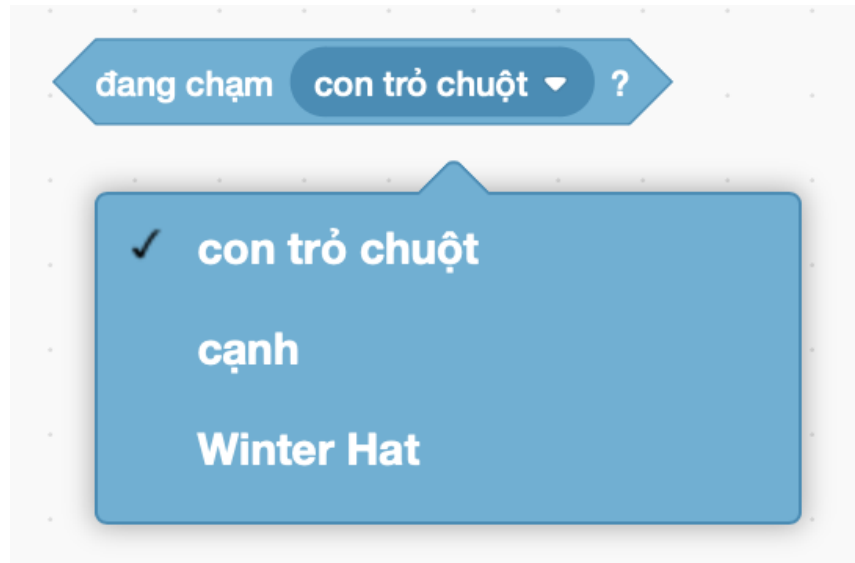 đang chạm con trỏ chuột ?
con trỏ chuột
cạnh
Winter Hat